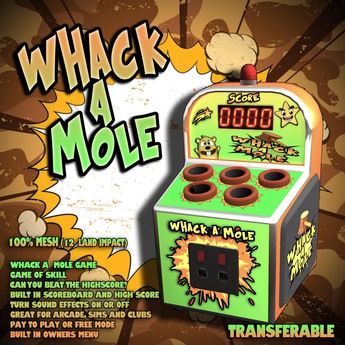 WHACK
A
MOLE
100% MESH (12 LAND IMPACT)
WHACK A MOLE GAME
GAME OF SKILL
CAN YOU BEAT THE HIGHSCORE?
BUILT IN SCOREBOARD AND HIGH SCORE
TURN SOUND EFFECTS ON OR OFF
GREAT FOR ARCADE, SIMS AND CLUBS
PAY TO PLAY OR FREE MODE
BUILT IN OWNERS MENU
SCORE
0000
WHACK
A
MOLE
WHACK A' MOLE
WHACK
A
MOLE
TRANSFERABLE